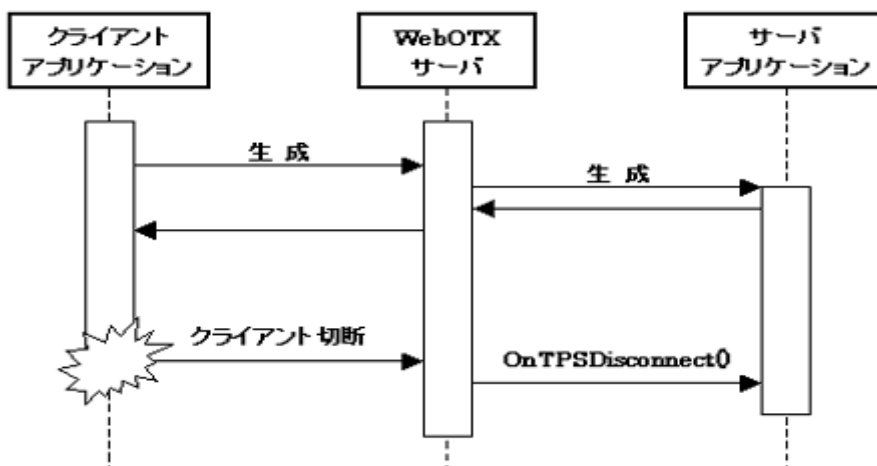 クライアント
アプリケーション
WebOTX
サーバ
サーバ
アプリケーション
生 成
生 成
クライアント切断
OnTPSDisconnect()